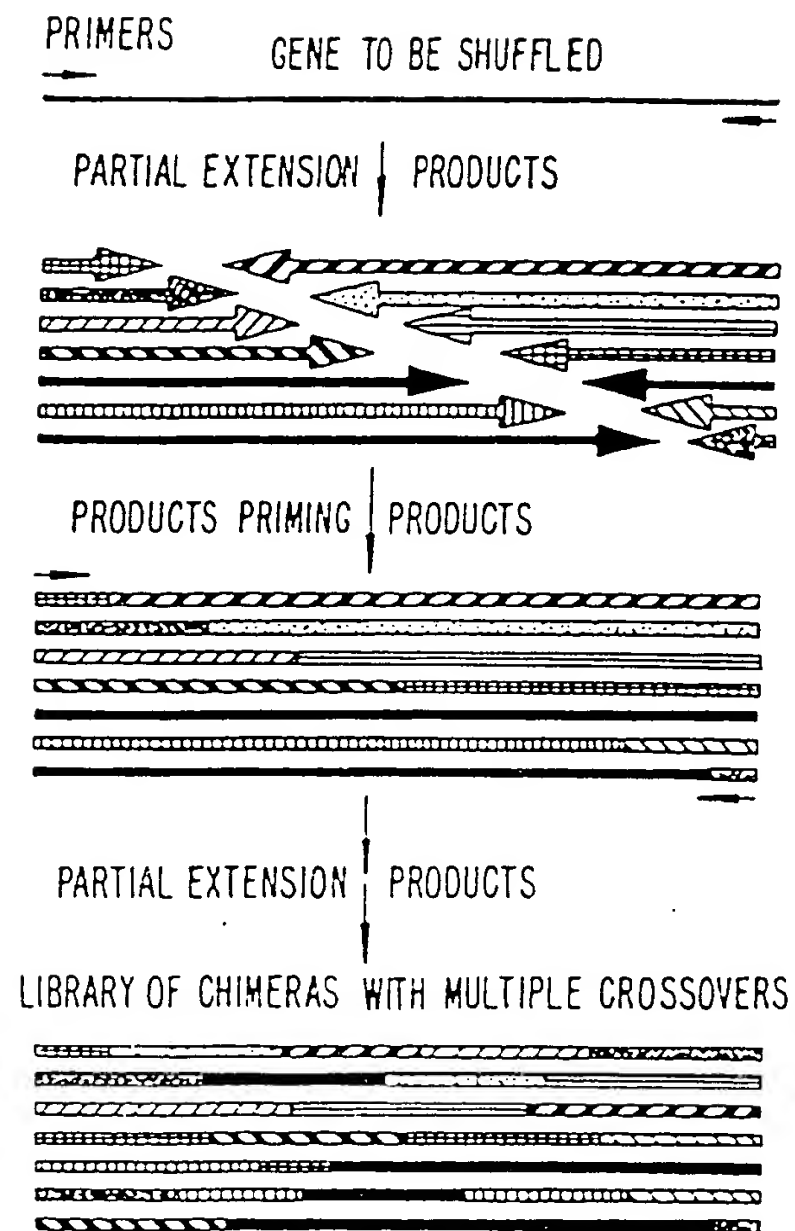 PRIMERS
GENE TO BE SHUFFLED
PARTIAL EXTENSION PRODUCTS
PRODUCTS PRIMING PRODUCTS
PARTIAL EXTENSION PRODUCTS
LIBRARY OF CHIMERAS WITH MULTIPLE CROSSOVERS